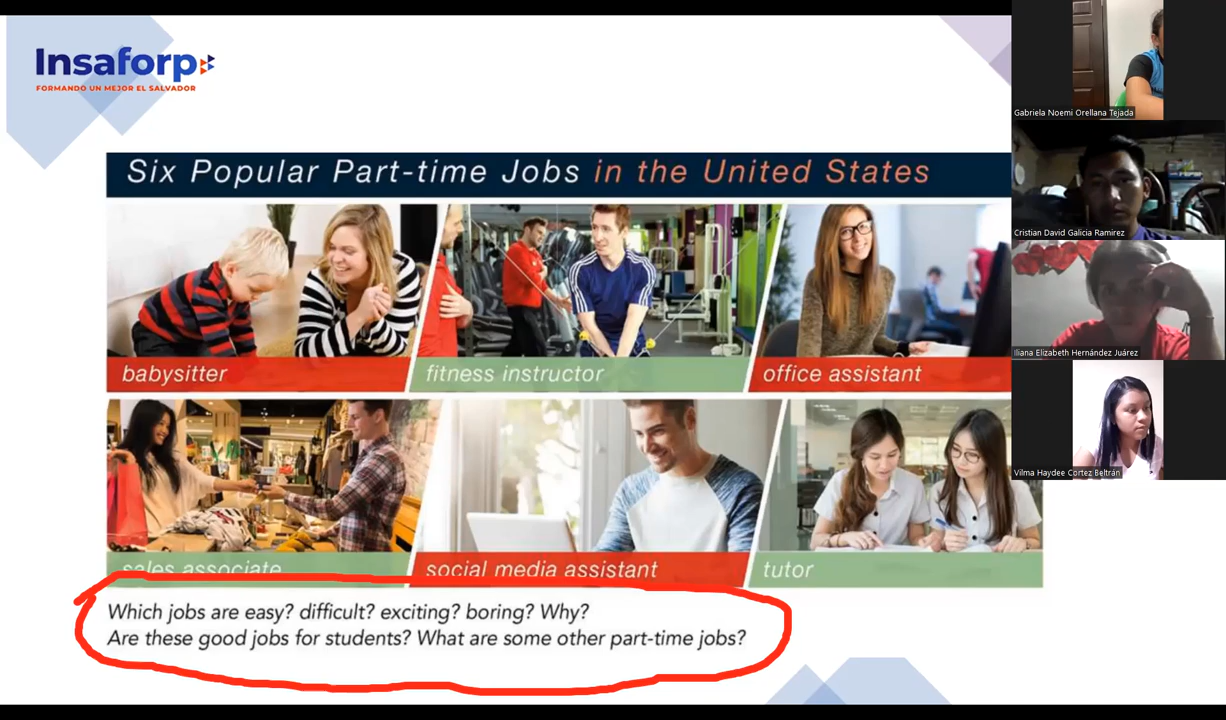 Insaforp
FORMANDO UN MEJOR EL SALVADOR
Six Popular Part-time Jobs in the United States
babysitter
fitness instructor
office assistant
sales associate
social media assistant
tutor
Which jobs are easy? difficult? exciting? boring? Why?
Are these good jobs for students? What are some other part-time jobs?
Gabriela Noemi Orellana Tejada
Cristian David Galicia Ramirez
Iliana Elizabeth Hernández Juárez
Vilma Haydee Cortez Beltrán